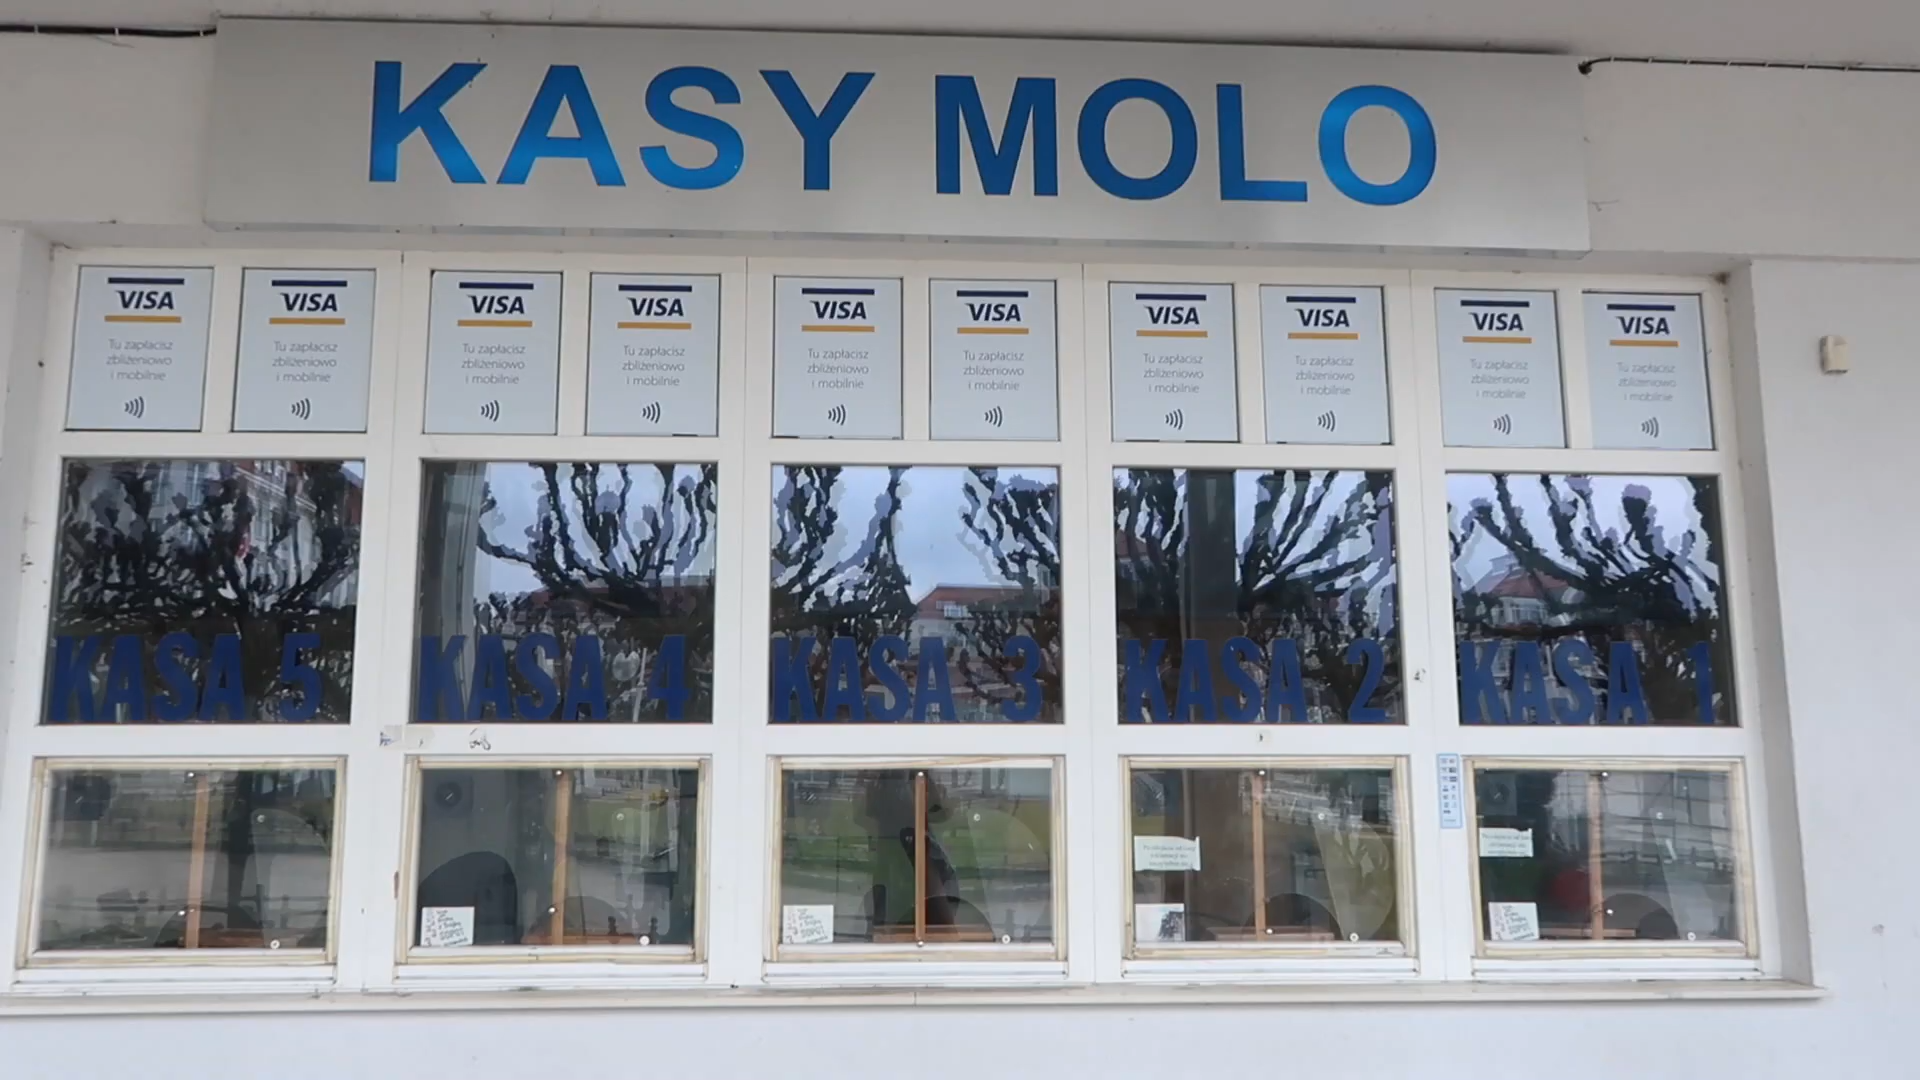 KASY MOLO
VISA
Tu zapłacisz
zbliżeniowo
i mobilnie
VISA
Tu zapłacisz
zbliżeniowo
i mobilnie
VISA
Tu zapłacisz
zbliżeniowo
i mobilnie
VISA
Tu zapłacisz
zbliżeniowo
i mobilnie
VISA
Tu zapłacisz
zbliżeniowo
i mobilnie
VISA
Tu zapłacisz
zbliżeniowo
i mobilnie
VISA
Tu zapłacisz
zbliżeniowo
i mobilnie
VISA
Tu zapłacisz
zbliżeniowo
i mobilnie
VISA
Tu zapłacisz
zbliżeniowo
i mobilnie
VISA
Tu zapłacisz
zbliżeniowo
i mobilnie
KASA 5
KASA 4
KASA 3
KASA 2
KASA 1